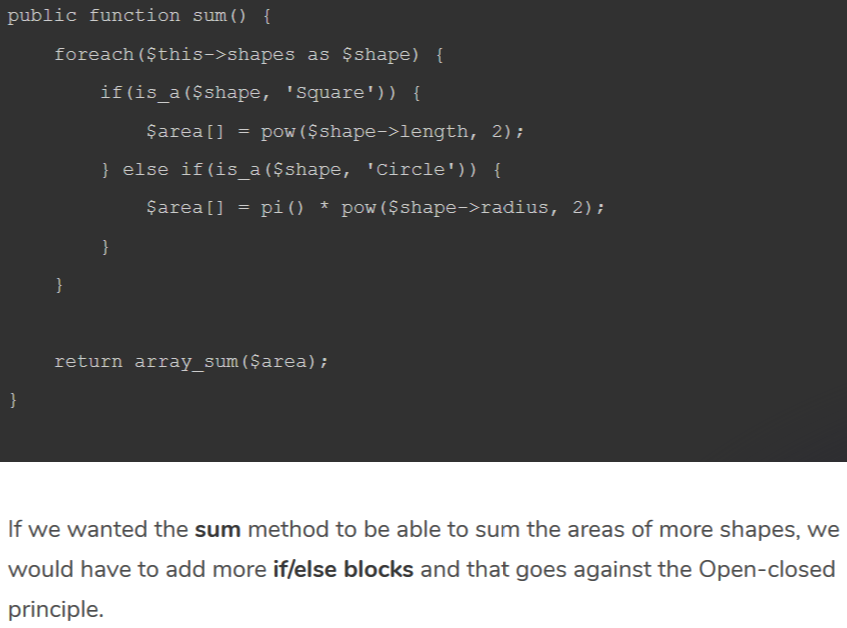 public function sum() {
    foreach($this->shapes as $shape) {
        if(is_a($shape, 'Square')) {
            $area[] = pow($shape->length, 2);
        } else if(is_a($shape, 'Circle')) {
            $area[] = pi() * pow($shape->radius, 2);
        }
    }
    return array_sum($area);
}
If we wanted the sum method to be able to sum the areas of more shapes, we
would have to add more if/else blocks and that goes against the Open-closed
principle.